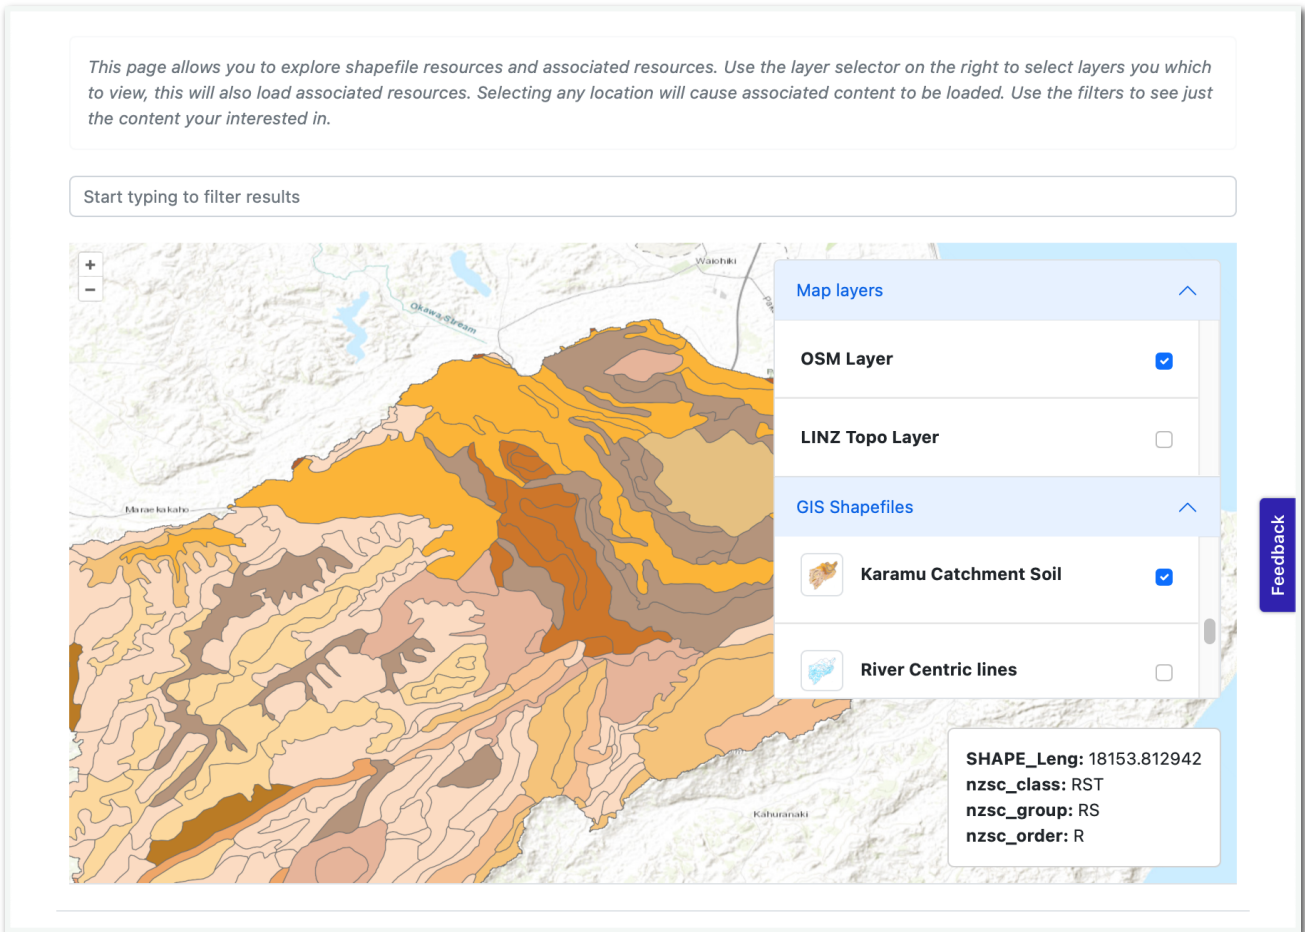 This page allows you to explore shapefile resources and associated resources. Use the layer selector on the right to select layers you which
to view, this will also load associated resources. Selecting any location will cause associated content to be loaded. Use the filters to see just
the content your interested in.
Start typing to filter results
+
−
Waiohiki
Okawa Stream
Map layers
OSM Layer
LINZ Topo Layer
GIS Shapefiles
Maraekakaho
Karamu Catchment Soil
River Centric lines
Feedback
SHAPE_Leng: 18153.812942
nzsc_class: RST
nzsc_group: RS
nzsc_order: R
Kahuranaki